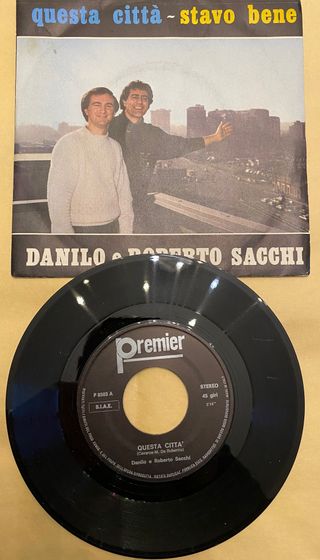 questa città ~ stavo bene
DANILO e ROBERTO SACCHI
Premier
P 8503 A
S.I.A.E.
STEREO
45 giri
QUESTA CITTA'
Danilo e Roberto Sacchi